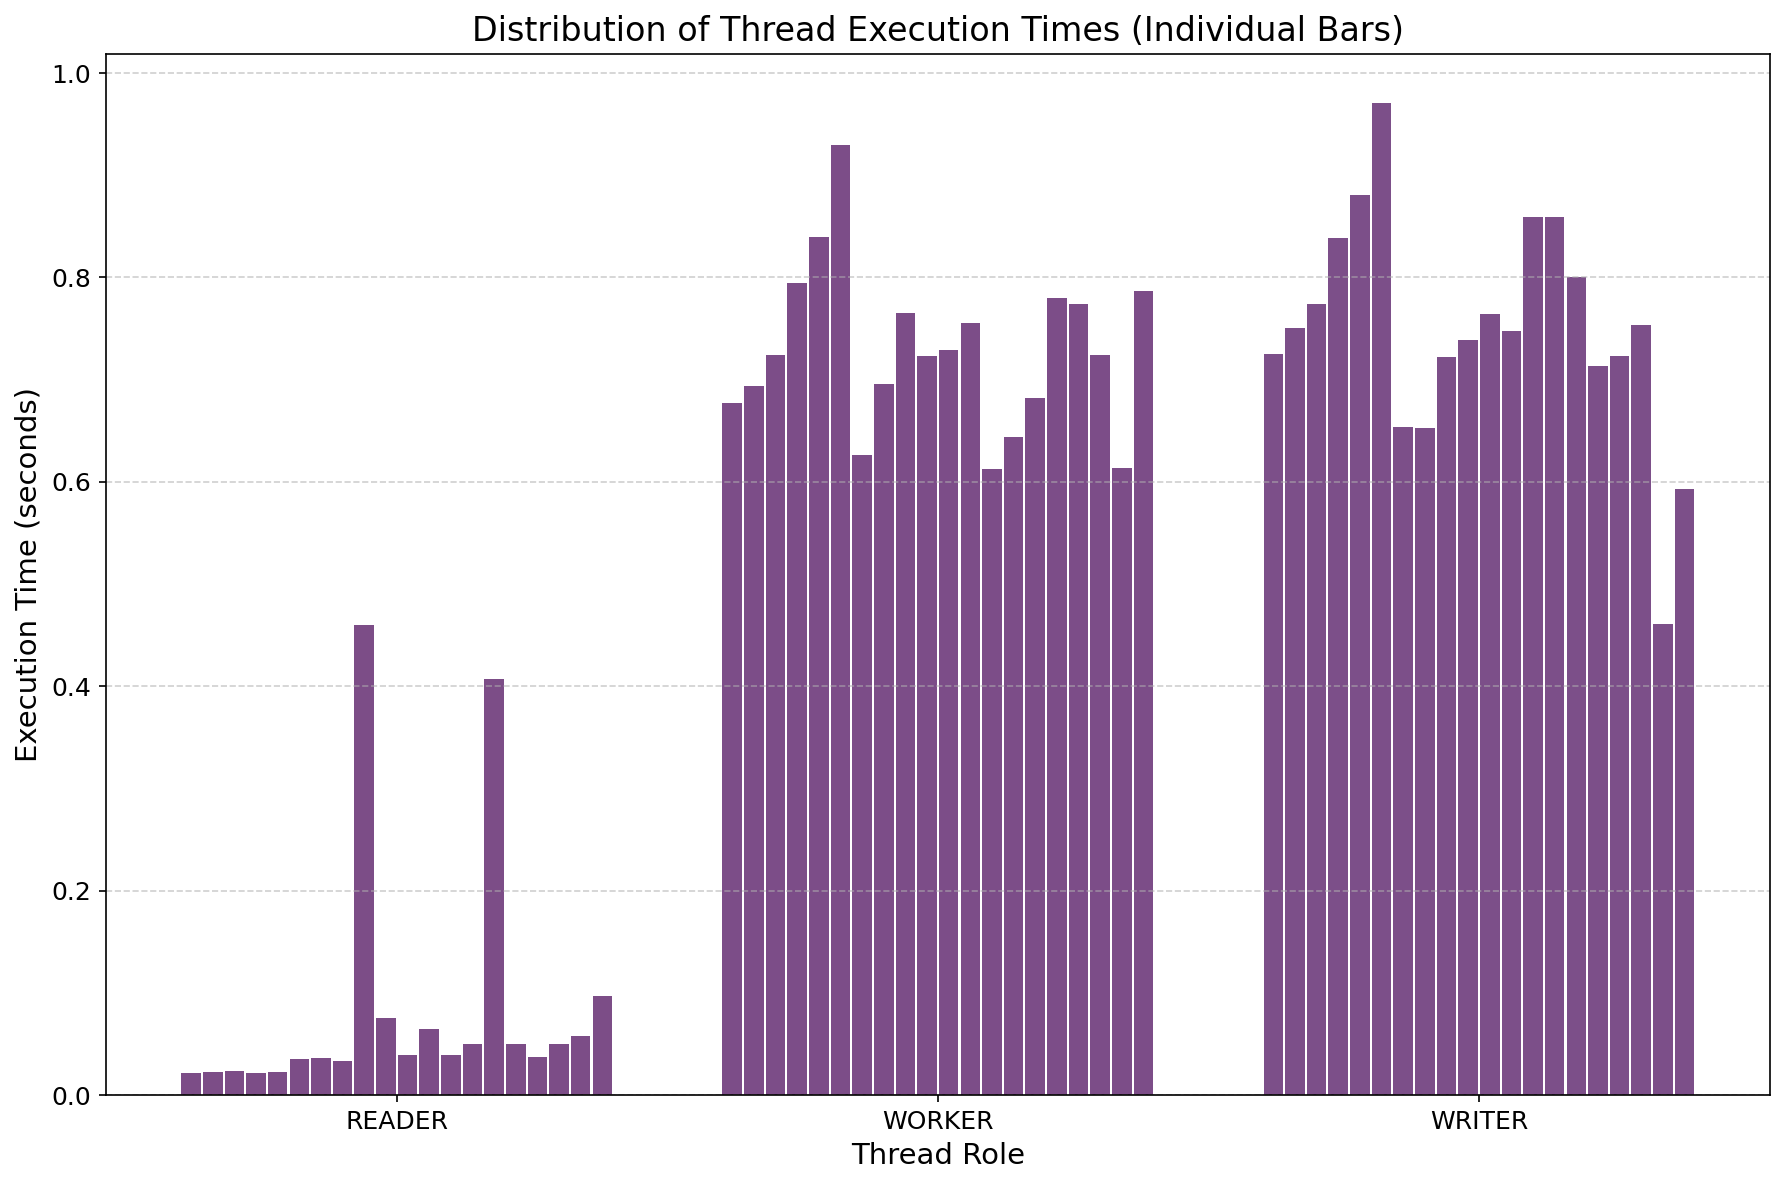 Distribution of Thread Execution Times (Individual Bars)
Execution Time (seconds)
1.0
0.8
0.6
0.4
0.2
0.0
READER WORKER WRITER
Thread Role